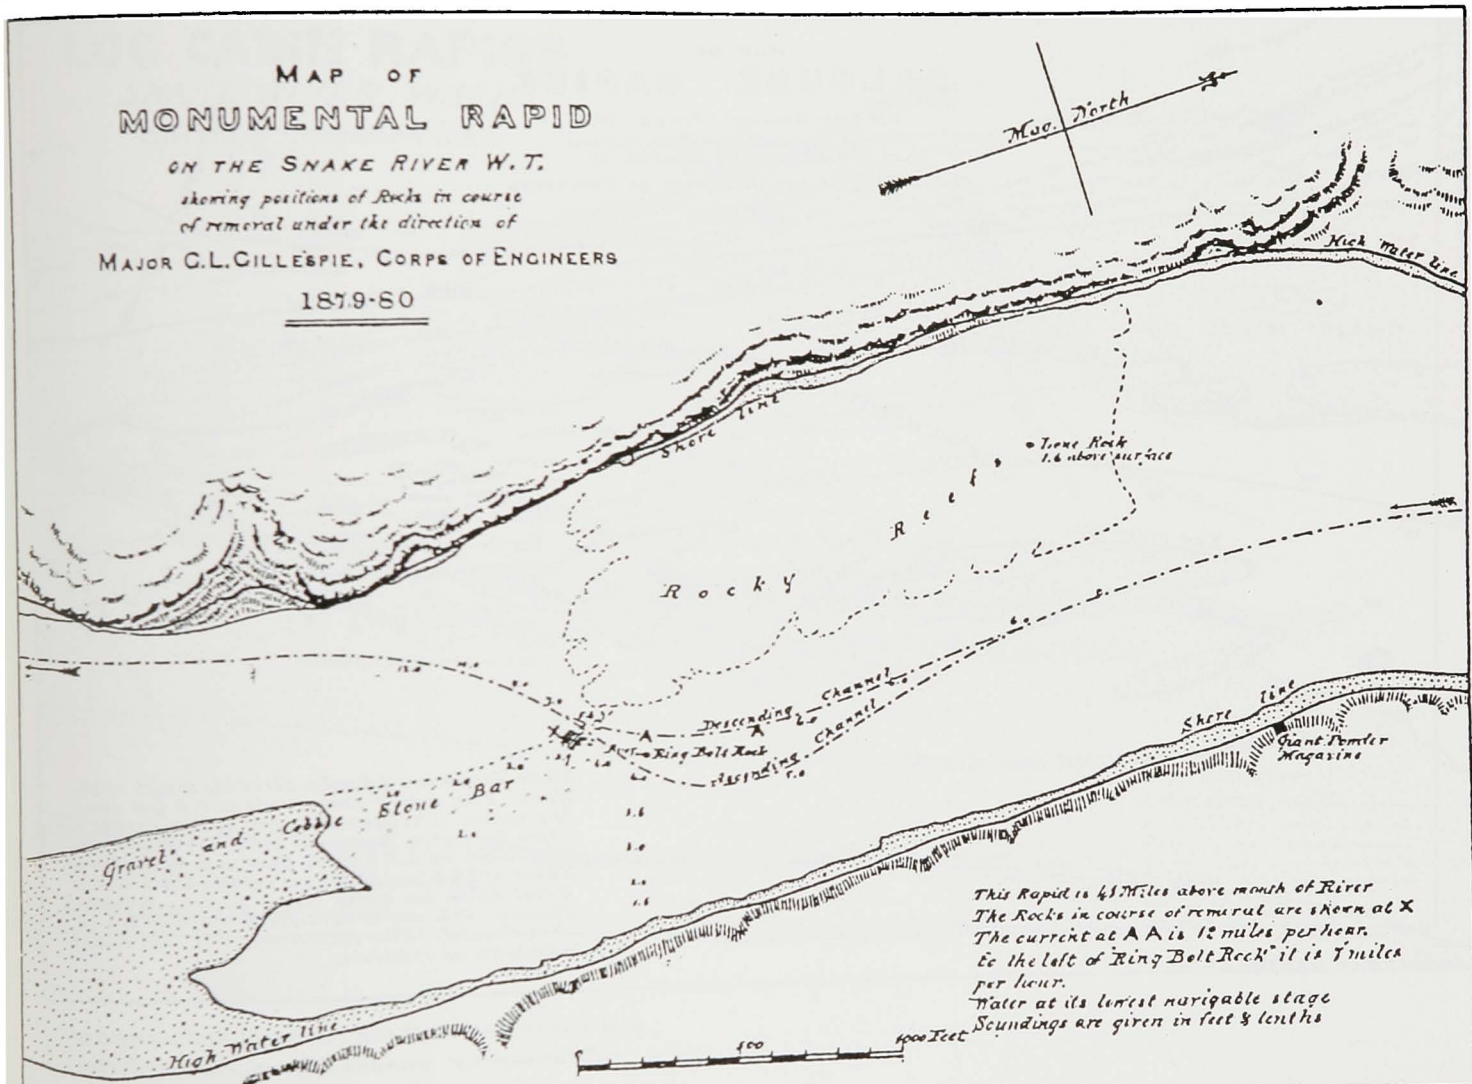 MAP OF
MONUMENTAL RAPID
ON THE SNAKE RIVER W.T.
showing positions of Rocks in course
of removal under the direction of
MAJOR G.L.GILLESPIE, CORPS OF ENGINEERS
1879-80
Mag. North
High Water line
Shore line
Lone Rock
1.6 above surface
Rocky Reef
Descending Channel
A A
Ring Bolt Rock
Ascending Channel
Shore line
Giant Powder
Magazine
Gravel and Cobble Stone Bar
High Water line
This Rapid is 41 Miles above mouth of River
The Rocks in course of removal are shown at X
The current at A A is 12 miles per hour.
to the left of "Ring Bolt Rock" it is 7 miles
per hour.
Water at its lowest navigable stage
Soundings are given in feet & tenths
500
1000 Feet